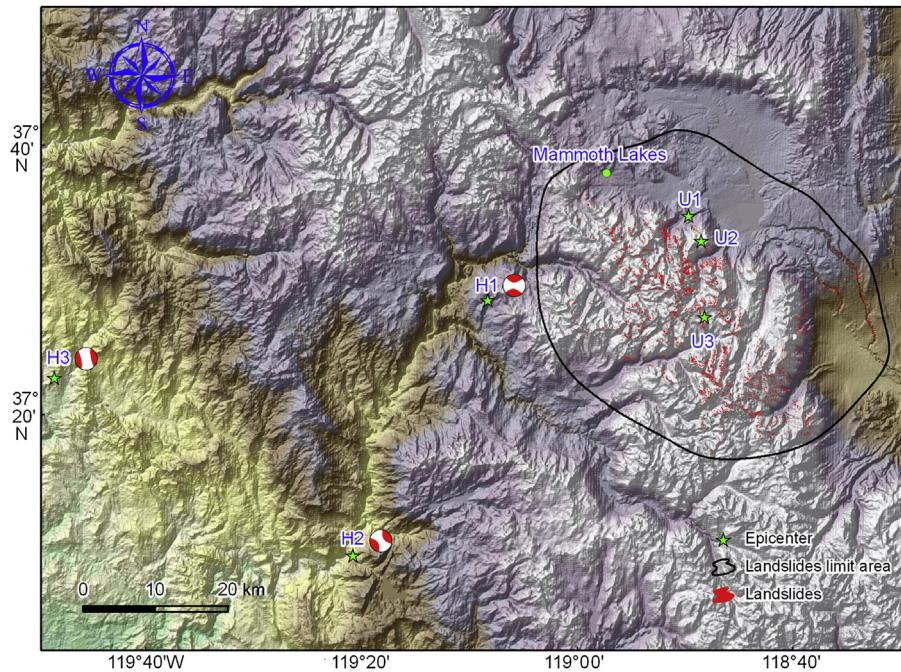 N
W E
S
37°
40'
N
Mammoth Lakes
U1
U2
H1
U3
H3
37°
20'
N
H2
Epicenter
0 10 20 km
Landslides limit area
Landslides
119°40'W 119°20' 119°00' 118°40'